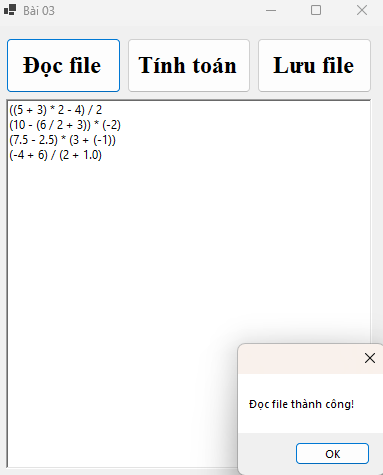 Bài 03
Đọc file Tính toán Lưu file
((5 + 3) * 2 - 4) / 2
(10 - (6 / 2 + 3)) * (-2)
(7.5 - 2.5) * (3 + (-1))
(-4 + 6) / (2 + 1.0)
Đọc file thành công!
OK